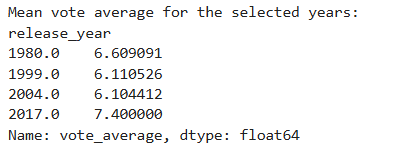 Mean vote average for the selected years:
release_year
1980.0    6.609091
1999.0    6.110526
2004.0    6.104412
2017.0    7.400000
Name: vote_average, dtype: float64